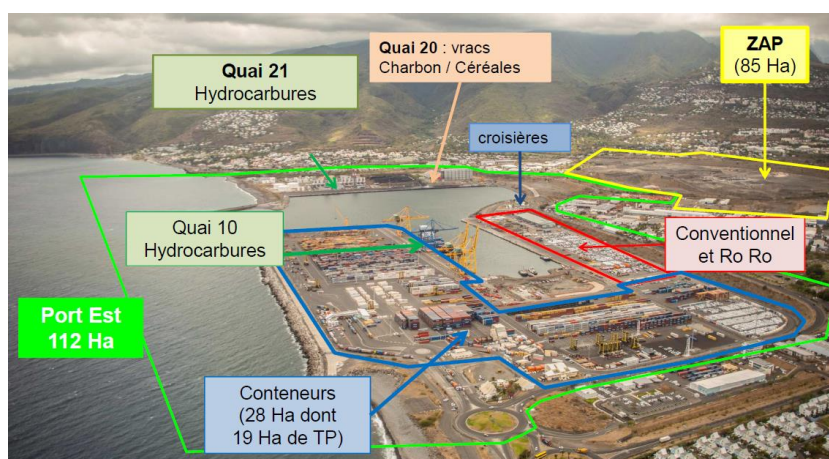 Quai 21
Hydrocarbures
Quai 20 : vracs
Charbon / Céréales
ZAP
(85 Ha)
croisières
Quai 10
Hydrocarbures
Conventionnel
et Ro Ro
Port Est
112 Ha
Conteneurs
(28 Ha dont
19 Ha de TP)